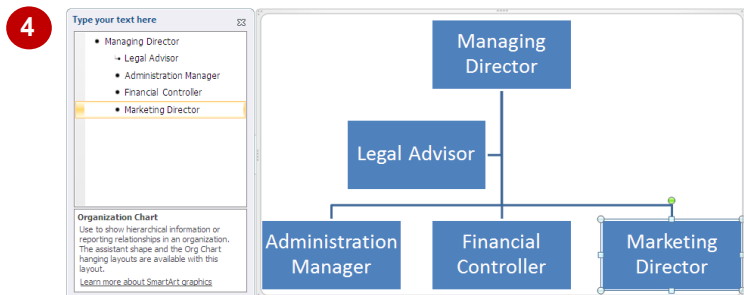 4
Type your text here
Managing Director
Legal Advisor
Administration Manager
Financial Controller
Marketing Director
Organization Chart
Use to show hierarchical information or
reporting relationships in an organization.
The assistant shape and the Org Chart
hanging layouts are available with this
layout.
Learn more about SmartArt graphics
Managing
Director
Legal Advisor
Administration
Manager
Financial
Controller
Marketing
Director